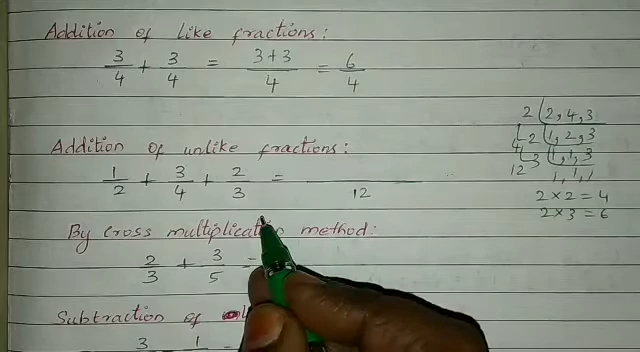 Addition of like fractions:
3/4 + 3/4 = 3+3/4 = 6/4
Addition of unlike fractions:
1/2 + 3/4 + 2/3 = /12
2 | 2, 4, 3
2 | 1, 2, 3
3 | 1, 1, 3
1, 1, 1
4
12
2 × 2 = 4
2 × 3 = 6
By Cross multiplication method:
2/3 + 3/5 =
Subtraction of
3 1